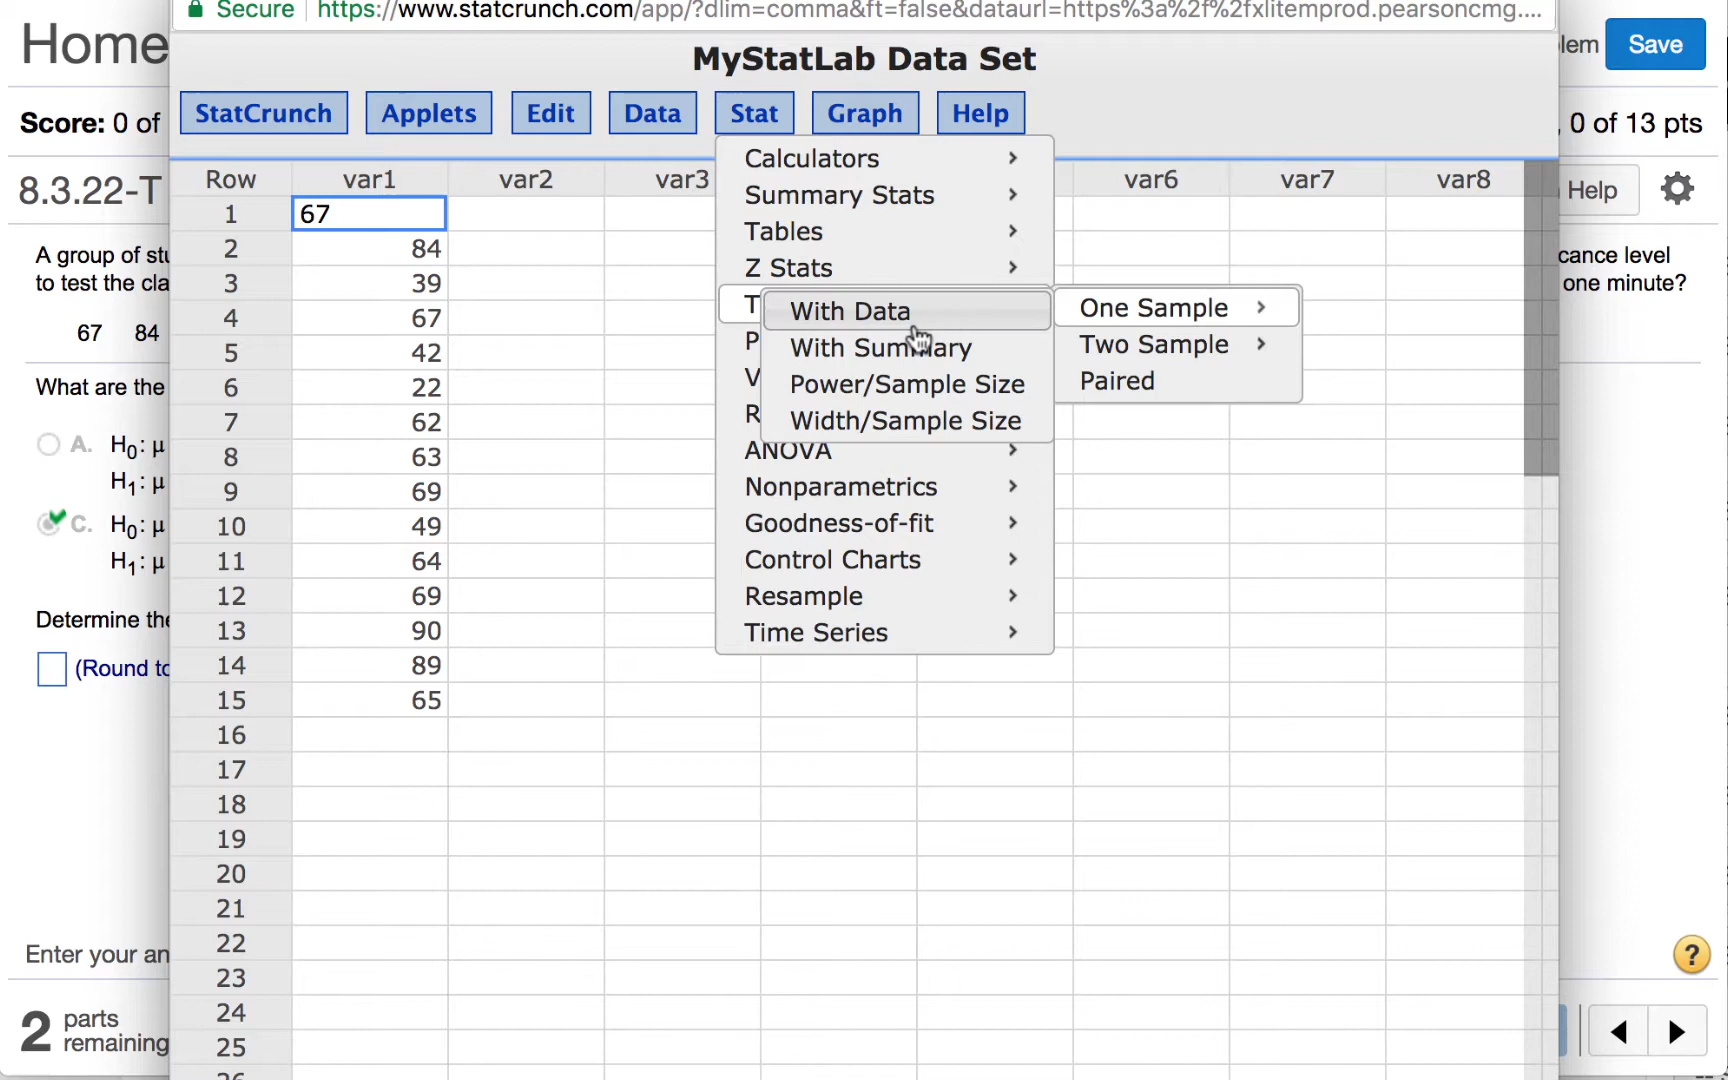 Secure https://www.statcrunch.com/app/?dlim=comma&ft=false&dataurl=https%3a%2f%2fxlitemprod.pearsoncmg....
Home
lem Save
MyStatLab Data Set
StatCrunch Applets Edit Data Stat Graph Help
Score: 0 of
, 0 of 13 pts
8.3.22-T
Help
Row var1 var2 var3 var6 var7 var8
Calculators
Summary Stats
Tables
Z Stats
T
P
V
R
ANOVA
Nonparametrics
Goodness-of-fit
Control Charts
Resample
Time Series
With Data
With Summary
Power/Sample Size
Width/Sample Size
One Sample
Two Sample
Paired
1 67
2 84
3 39
4 67
5 42
6 22
7 62
8 63
9 69
10 49
11 64
12 69
13 90
14 89
15 65
16
17
18
19
20
21
22
23
24
25
A group of stu
cance level
to test the cla
one minute?
67 84
What are the
A. H0: μ
H1: μ
C. H0: μ
H1: μ
Determine the
(Round to
Enter your an
?
2 parts
remaining